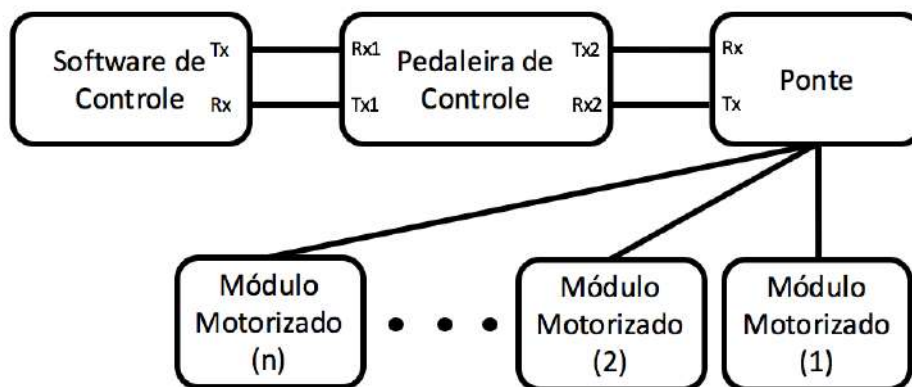 Software de
Controle
Tx
Rx
Rx1
Tx1
Pedaleira de
Controle
Tx2
Rx2
Rx
Tx
Ponte
Módulo
Motorizado
(n)
Módulo
Motorizado
(2)
Módulo
Motorizado
(1)